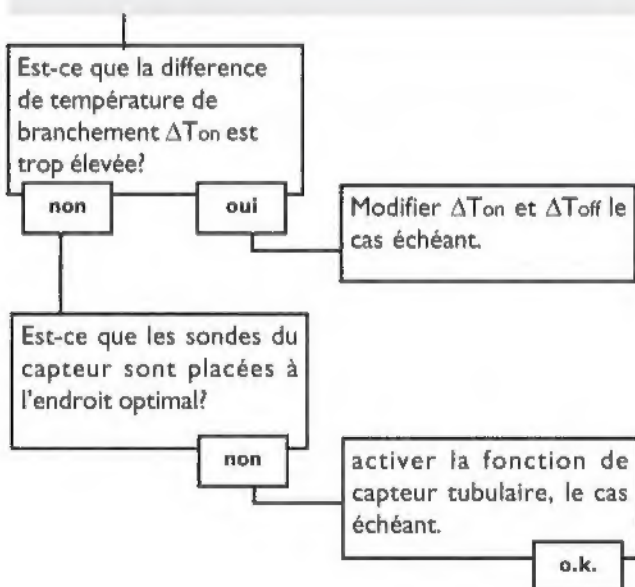 Est-ce que la difference
de température de
branchement ΔTon est
trop élevée?
non
oui
Modifier ΔTon et ΔToff le
cas échéant.
Est-ce que les sondes du
capteur sont placées à
l'endroit optimal?
non
activer la fonction de
capteur tubulaire, le cas
échéant.
o.k.